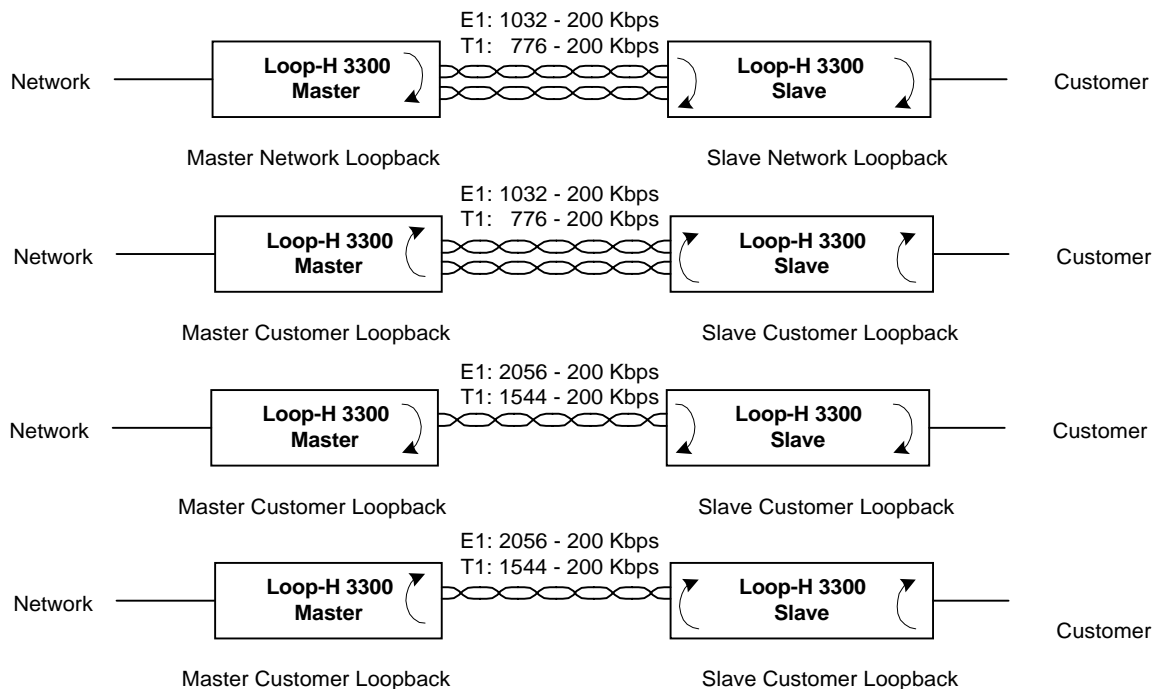 E1: 1032 - 200 Kbps
T1: 776 - 200 Kbps
Network
Loop-H 3300
Master
Loop-H 3300
Slave
Customer
Master Network Loopback
Slave Network Loopback
E1: 1032 - 200 Kbps
T1: 776 - 200 Kbps
Network
Loop-H 3300
Master
Loop-H 3300
Slave
Customer
Master Customer Loopback
Slave Customer Loopback
E1: 2056 - 200 Kbps
T1: 1544 - 200 Kbps
Network
Loop-H 3300
Master
Loop-H 3300
Slave
Customer
Master Customer Loopback
Slave Customer Loopback
E1: 2056 - 200 Kbps
T1: 1544 - 200 Kbps
Network
Loop-H 3300
Master
Loop-H 3300
Slave
Customer
Master Customer Loopback
Slave Customer Loopback